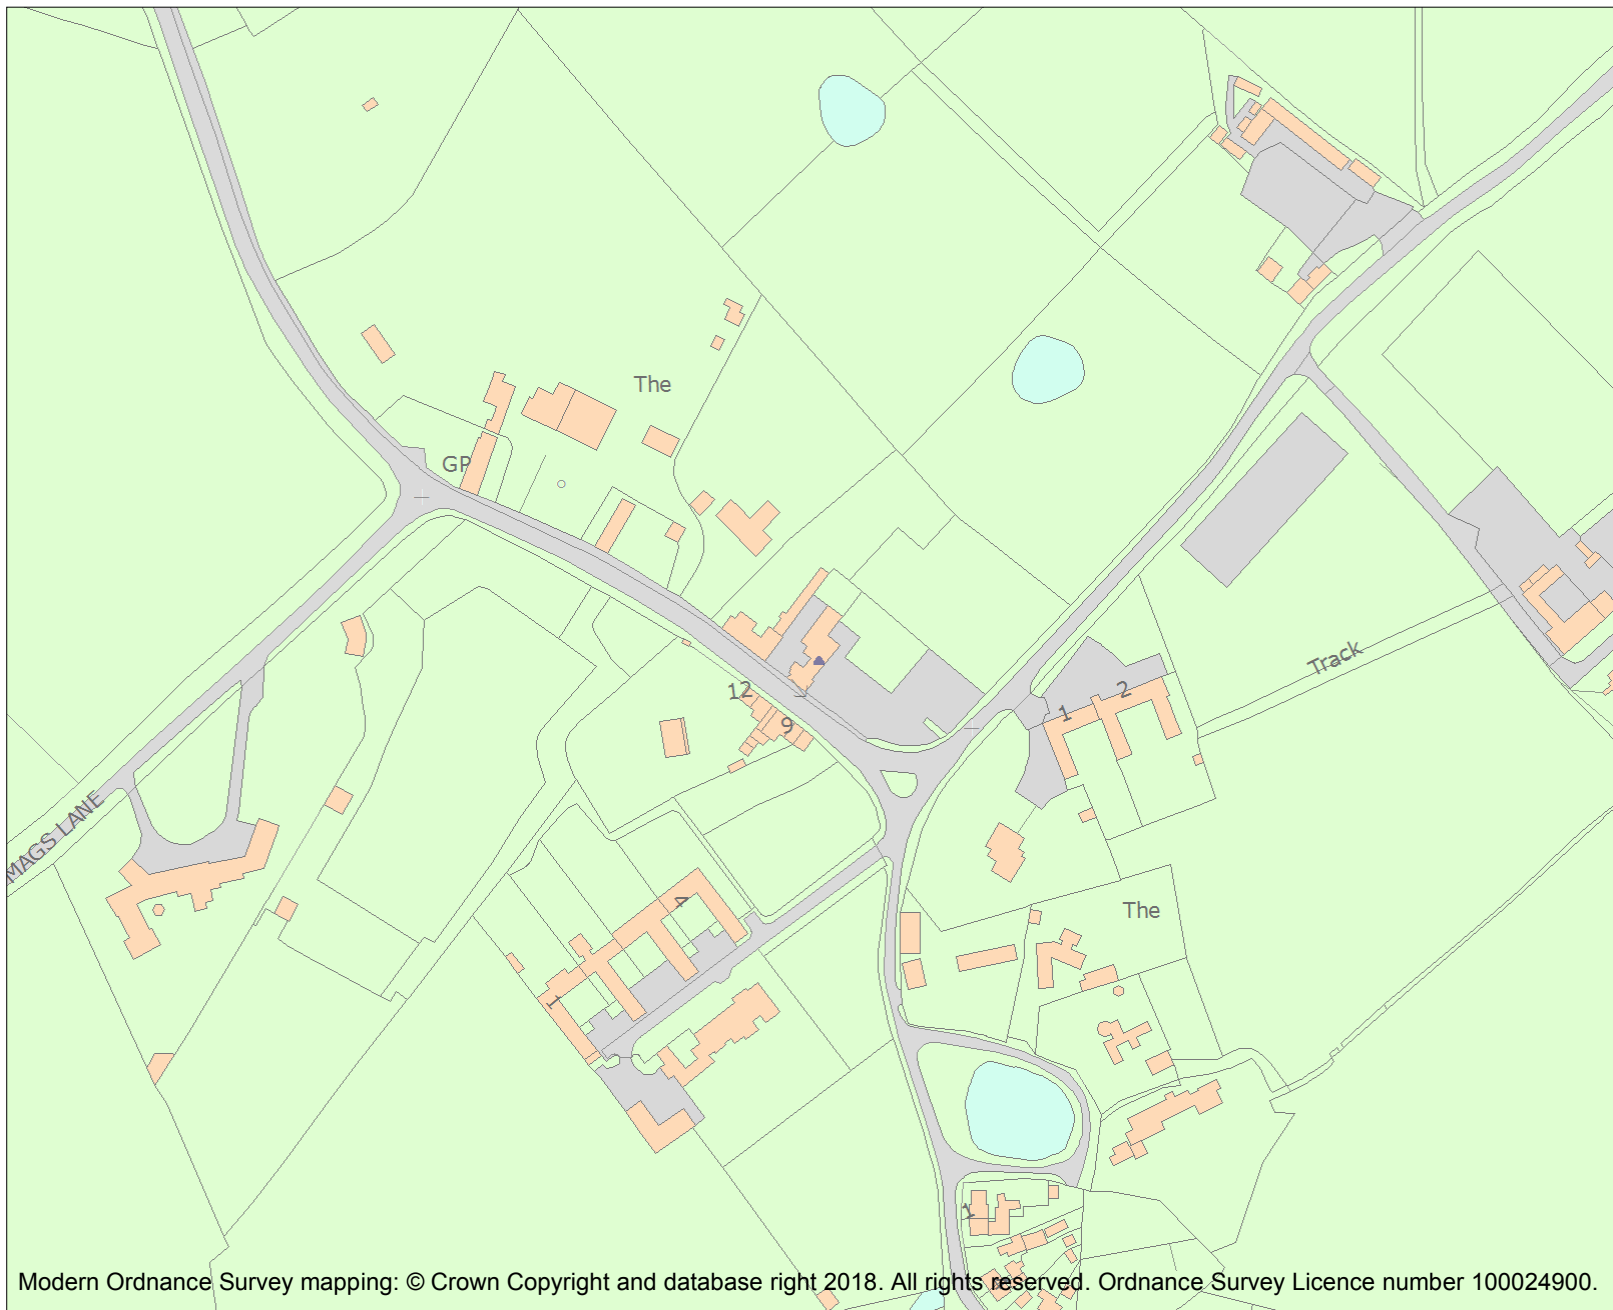 The
GP
Track
12
9
1
2
MAGS LANE
4
The
1
1
Modern Ordnance Survey mapping: © Crown Copyright and database right 2018. All rights reserved. Ordnance Survey Licence number 100024900.